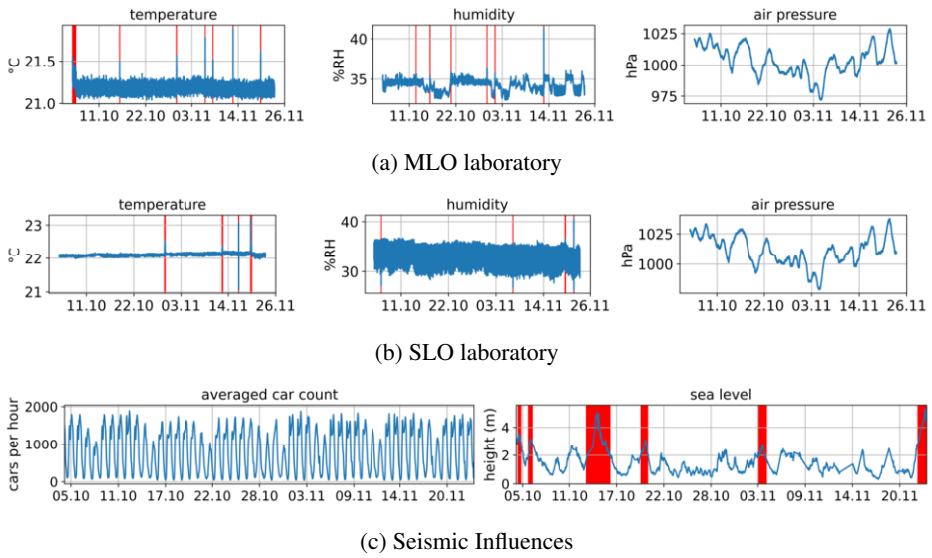 temperature humidity air pressure
°C %RH hPa
21.5
21.0
40
35
1025
1000
975
11.10 22.10 03.11 14.11 26.11 11.10 22.10 03.11 14.11 26.11 11.10 22.10 03.11 14.11 26.11
(a) MLO laboratory
temperature humidity air pressure
°C %RH hPa
23
22
21
40
30
1025
1000
11.10 22.10 03.11 14.11 26.11 11.10 22.10 03.11 14.11 26.11 11.10 22.10 03.11 14.11 26.11
(b) SLO laboratory
averaged car count sea level
cars per hour height (m)
2000
1000
0
4
2
0
05.10 11.10 17.10 22.10 28.10 03.11 09.11 14.11 20.11 05.10 11.10 17.10 22.10 28.10 03.11 09.11 14.11 20.11
(c) Seismic Influences